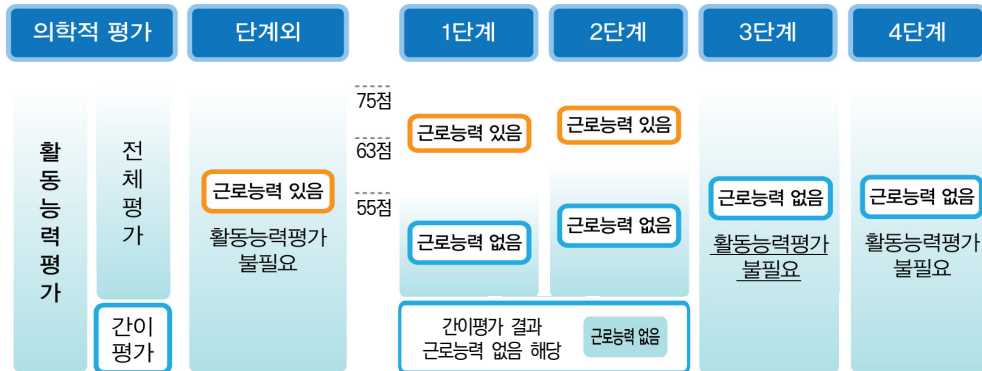 의학적 평가
단계외
1단계
2단계
3단계
4단계
활동능력평가
전체평가
간이
평가
근로능력 있음
활동능력평가
불필요
75점
63점
55점
근로능력 있음
근로능력 없음
근로능력 있음
근로능력 없음
간이평가 결과
근로능력 없음 해당
근로능력 없음
근로능력 없음
활동능력평가
불필요
근로능력 없음
활동능력평가
불필요